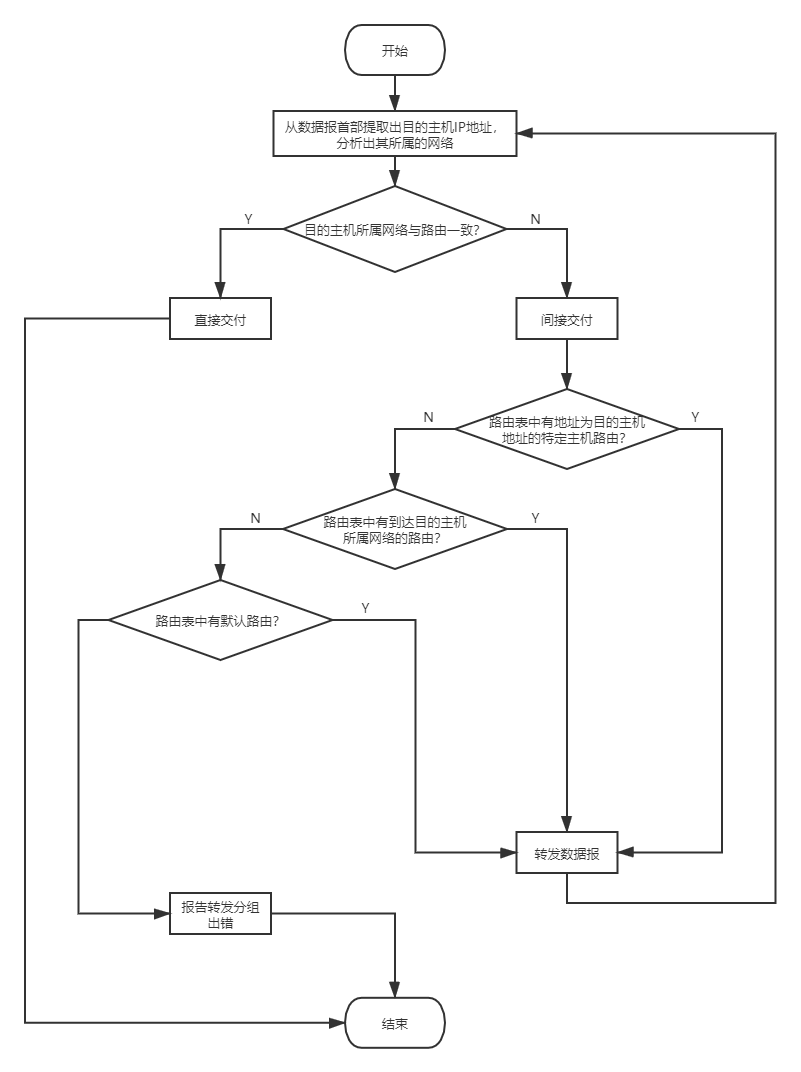 开始
从数据报首部提取出目的主机IP地址，
分析出其所属的网络
Y
N
目的主机所属网络与路由一致？
直接交付
间接交付
N
Y
路由表中有地址为目的主机
地址的特定主机路由？
N
Y
路由表中有到达目的主机
所属网络的路由？
Y
路由表中有默认路由？
转发数据报
报告转发分组
出错
结束